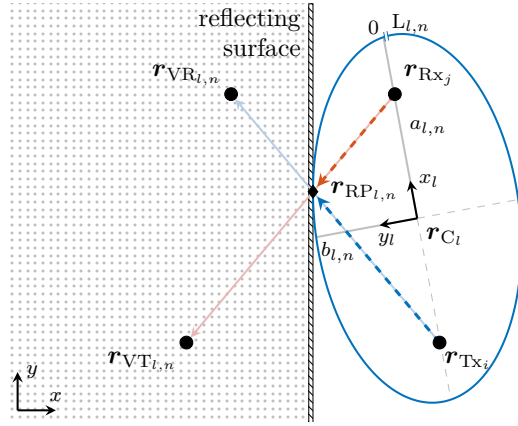 reflecting
surface
0
L_{l,n}
r_{VR_{l,n}}
r_{Rx_j}
a_{l,n}
r_{RP_{l,n}}
x_l
y_l
r_{C_l}
b_{l,n}
r_{VT_{l,n}}
r_{Tx_i}
y
x